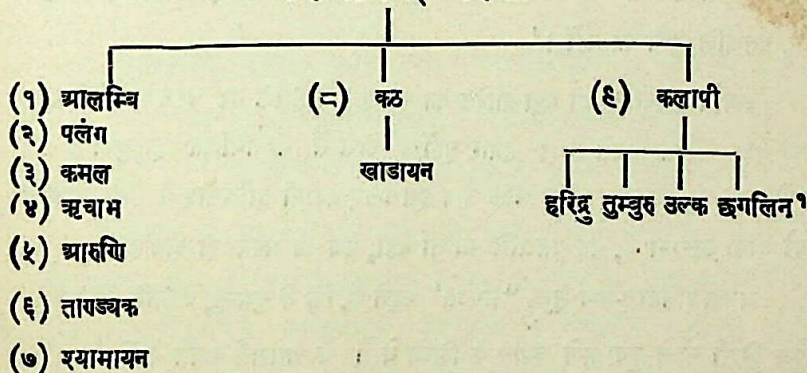 (१) आलम्बि (८) कठ (९) कलापी
(२) पलंग
(३) कमल खाडायन
(४) ऋचाभ हरिद्रु तुम्बुरु उल्क छगलिन१
(५) आरुणि
(६) ताण्ड्यक
(७) श्यामायन